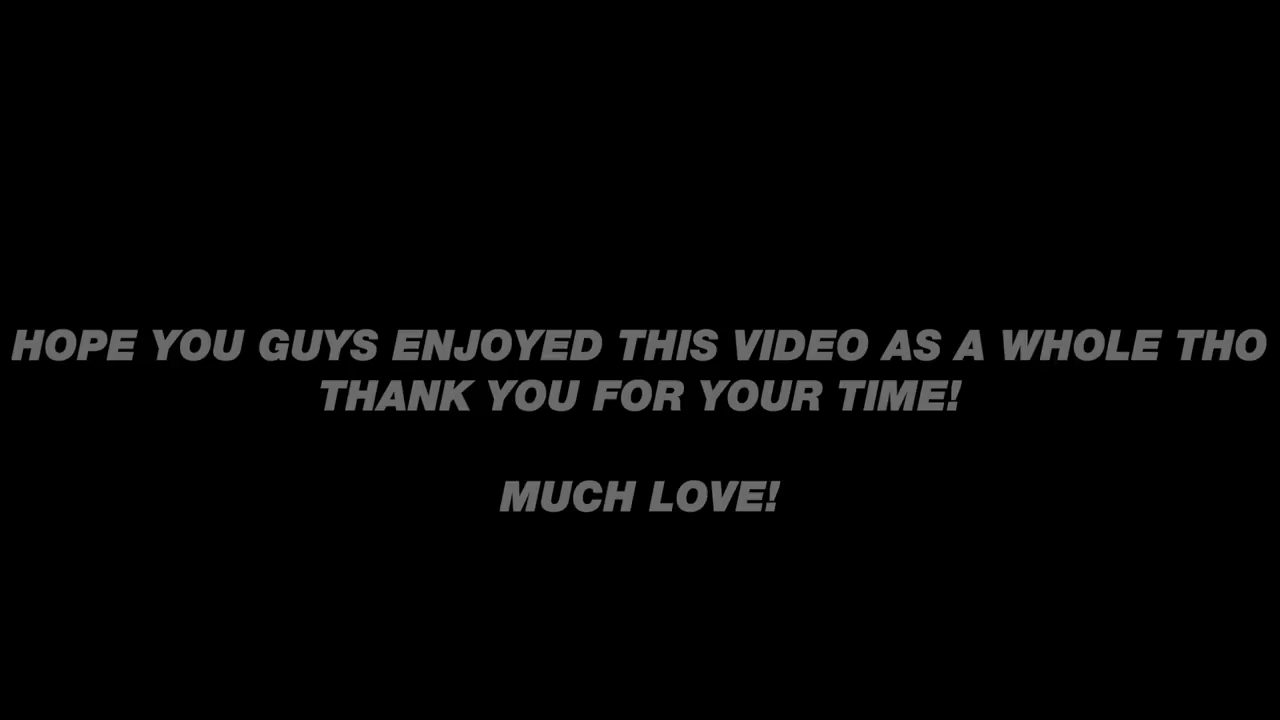 HOPE YOU GUYS ENJOYED THIS VIDEO AS A WHOLE THO
THANK YOU FOR YOUR TIME!
MUCH LOVE!